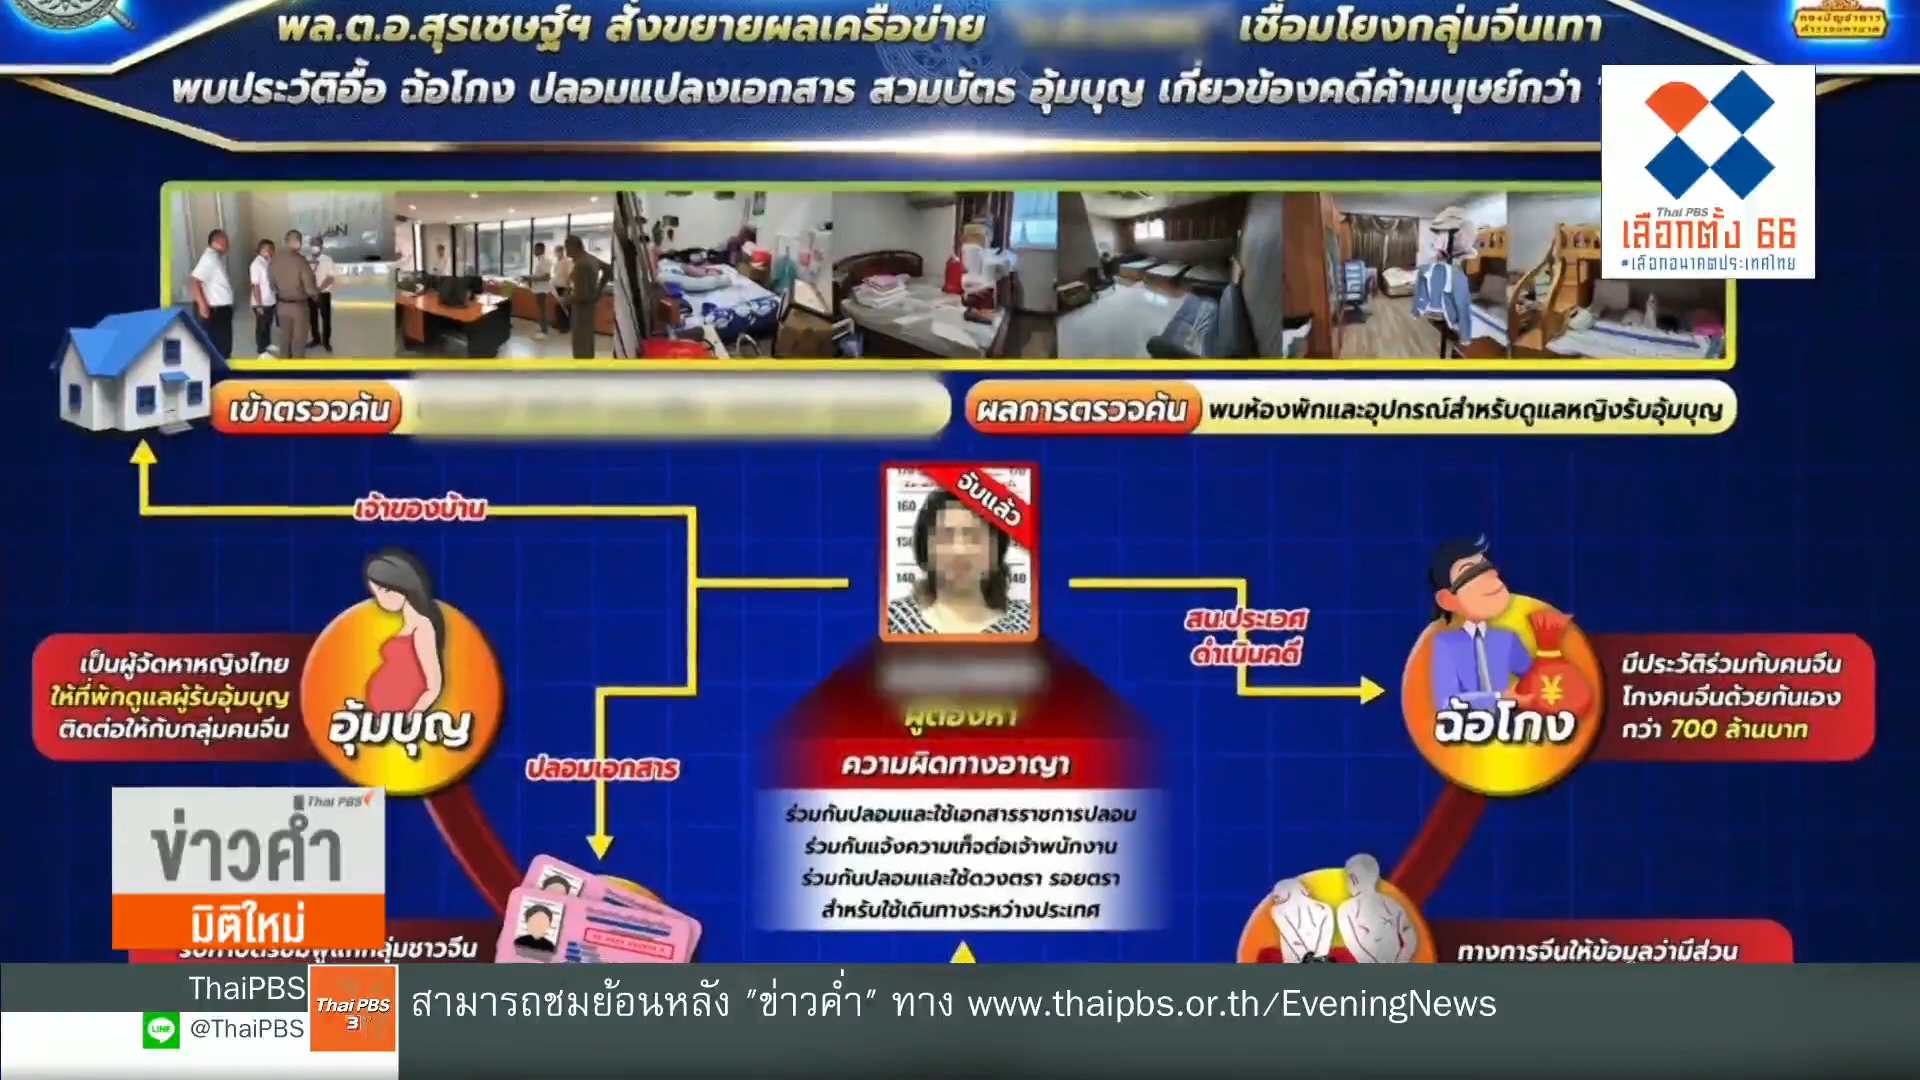 พล.ต.อ.สุรเชษฐ์ฯ สั่งขยายผลเครือข่าย เชื่อมโยงกลุ่มจีนเทา
พบประวัติอื้อ ฉ้อโกง ปลอมแปลงเอกสาร สวมบัตร อุ้มบุญ เกี่ยวข้องคดีค้ามนุษย์กว่า
Thai PBS
เลือกตั้ง 66
#เลือกอนาคตประเทศไทย
เข้าตรวจค้น
ผลการตรวจค้น พบห้องพักและอุปกรณ์สำหรับดูแลหญิงรับอุ้มบุญ
เจ้าของบ้าน
จับแล้ว
160
140
สน.ประเวศ
ดำเนินคดี
เป็นผู้จัดหาหญิงไทย
ให้ที่พักดูแลผู้รับอุ้มบุญ
ติดต่อให้กับกลุ่มคนจีน
อุ้มบุญ
ฉ้อโกง
มีประวัติร่วมกับคนจีน
โกงคนจีนด้วยกันเอง
กว่า 700 ล้านบาท
ผู้ต้องหา
ปลอมเอกสาร
ความผิดทางอาญา
ร่วมกันปลอมและใช้เอกสารราชการปลอม
ร่วมกันแจ้งความเท็จต่อเจ้าพนักงาน
ร่วมกันปลอมและใช้ดวงตรา รอยตรา
สำหรับใช้เดินทางระหว่างประเทศ
Thai PBS
ข่าวค่ำ
มิติใหม่
ทางการจีนให้ข้อมูลว่ามีส่วน
ThaiPBS
LINE @ThaiPBS
Thai PBS
3
สามารถชมย้อนหลัง "ข่าวค่ำ" ทาง www.thaipbs.or.th/EveningNews